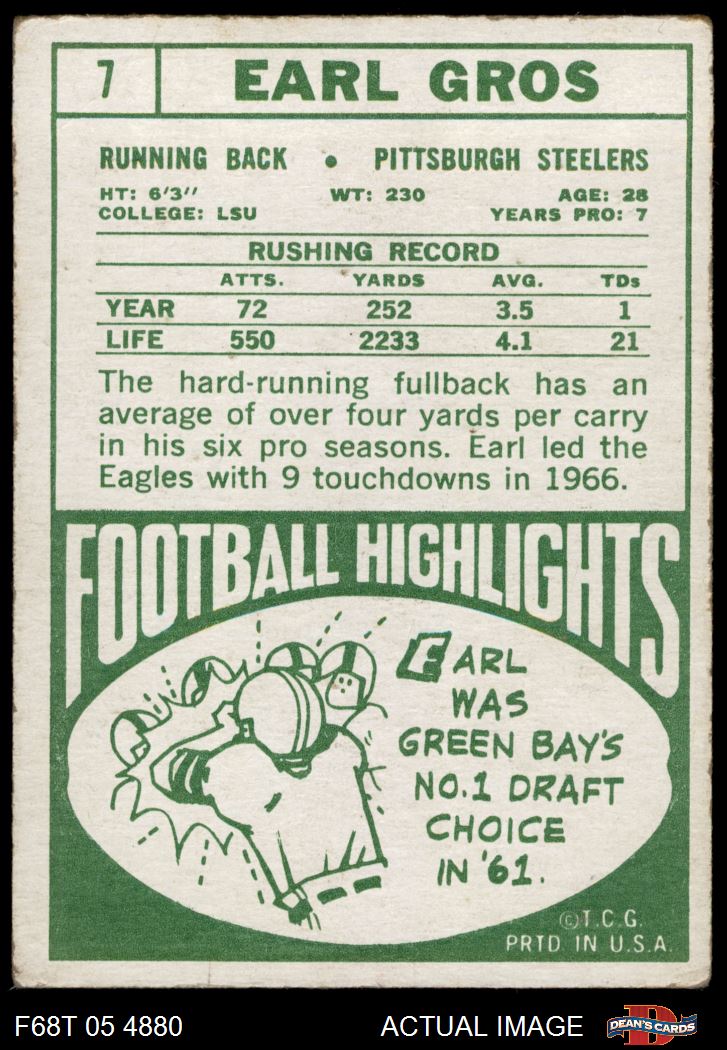 7 EARL GROS
RUNNING BACK • PITTSBURGH STEELERS
HT: 6'3" WT: 230 AGE: 28
COLLEGE: LSU YEARS PRO: 7
RUSHING RECORD
ATTS. YARDS AVG. TDs
YEAR 72 252 3.5 1
LIFE 550 2233 4.1 21
The hard-running fullback has an
average of over four yards per carry
in his six pro seasons. Earl led the
Eagles with 9 touchdowns in 1966.
FOOTBALL HIGHLIGHTS
EARL
WAS
GREEN BAY'S
NO.1 DRAFT
CHOICE
IN '61.
©T.C.G.
PRTD IN U.S.A.
F68T 05 4880 ACTUAL IMAGE D DEAN'S CARDS